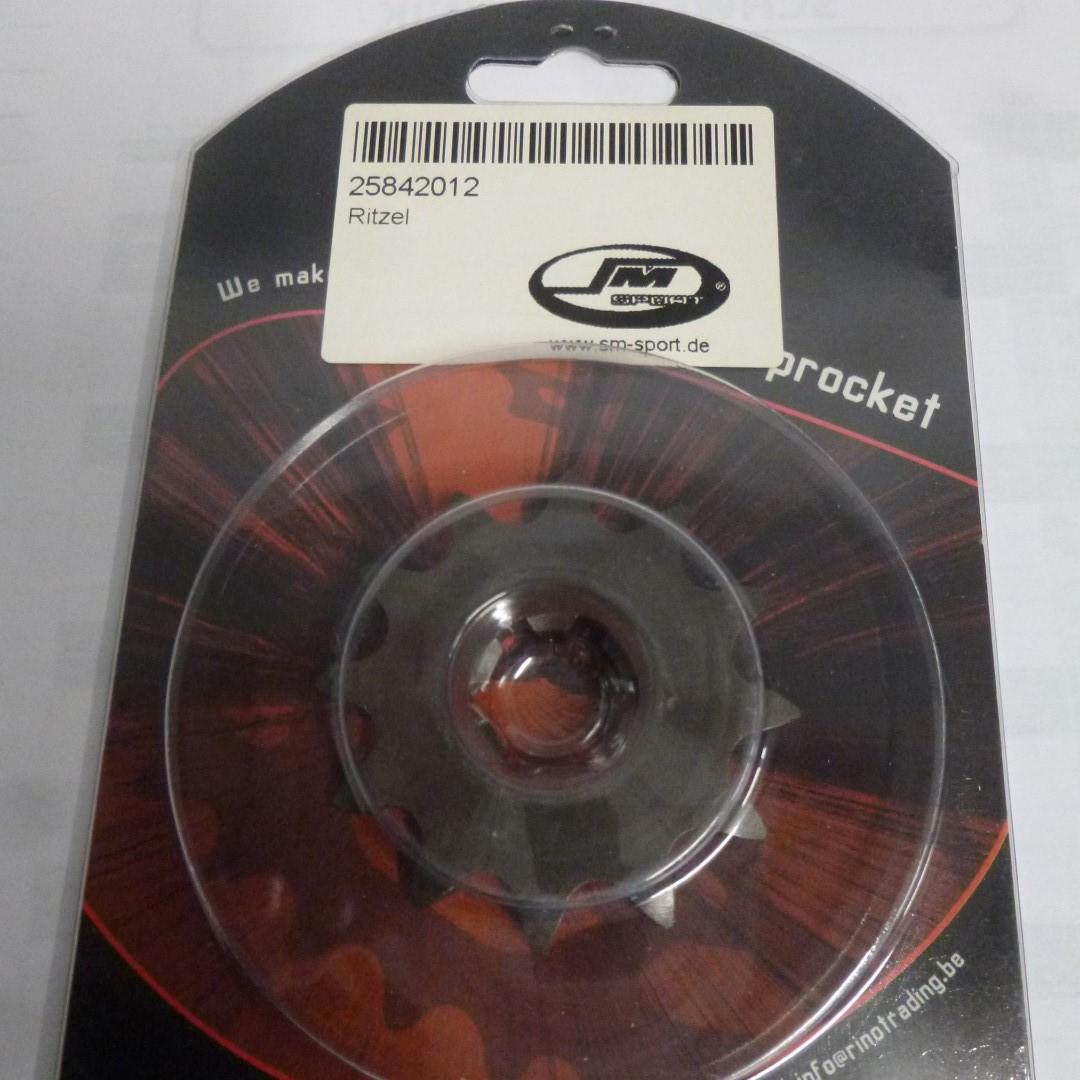 25842012
Ritzel
SM
SPORT
®
www.sm-sport.de
We mak
procket
info@rinotrading.be